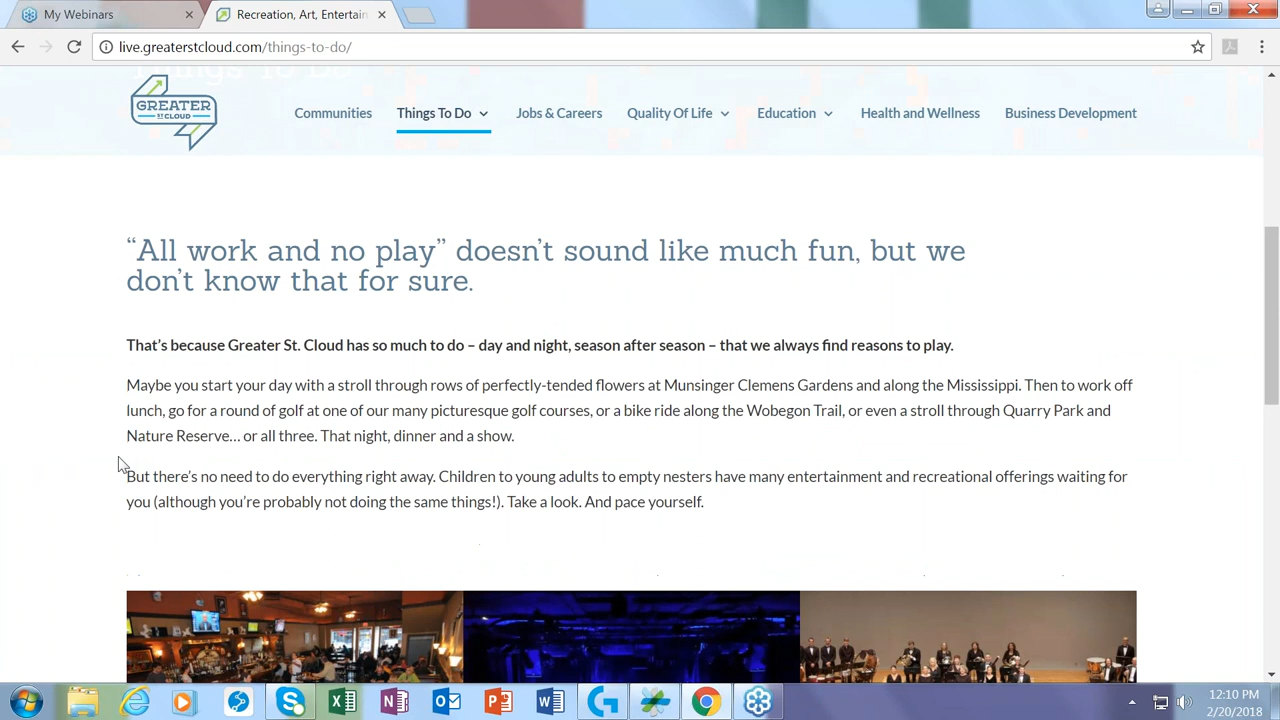 My Webinars
Recreation, Art, Entertain
live.greaterstcloud.com/things-to-do/
Things To Do
GREATER
ST CLOUD
Communities Things To Do Jobs & Careers Quality Of Life Education Health and Wellness Business Development
“All work and no play” doesn’t sound like much fun, but we
don’t know that for sure.
That’s because Greater St. Cloud has so much to do – day and night, season after season – that we always find reasons to play.
Maybe you start your day with a stroll through rows of perfectly-tended flowers at Munsinger Clemens Gardens and along the Mississippi. Then to work off
lunch, go for a round of golf at one of our many picturesque golf courses, or a bike ride along the Wobegon Trail, or even a stroll through Quarry Park and
Nature Reserve… or all three. That night, dinner and a show.
But there’s no need to do everything right away. Children to young adults to empty nesters have many entertainment and recreational offerings waiting for
you (although you’re probably not doing the same things!). Take a look. And pace yourself.
12:10 PM
2/20/2018